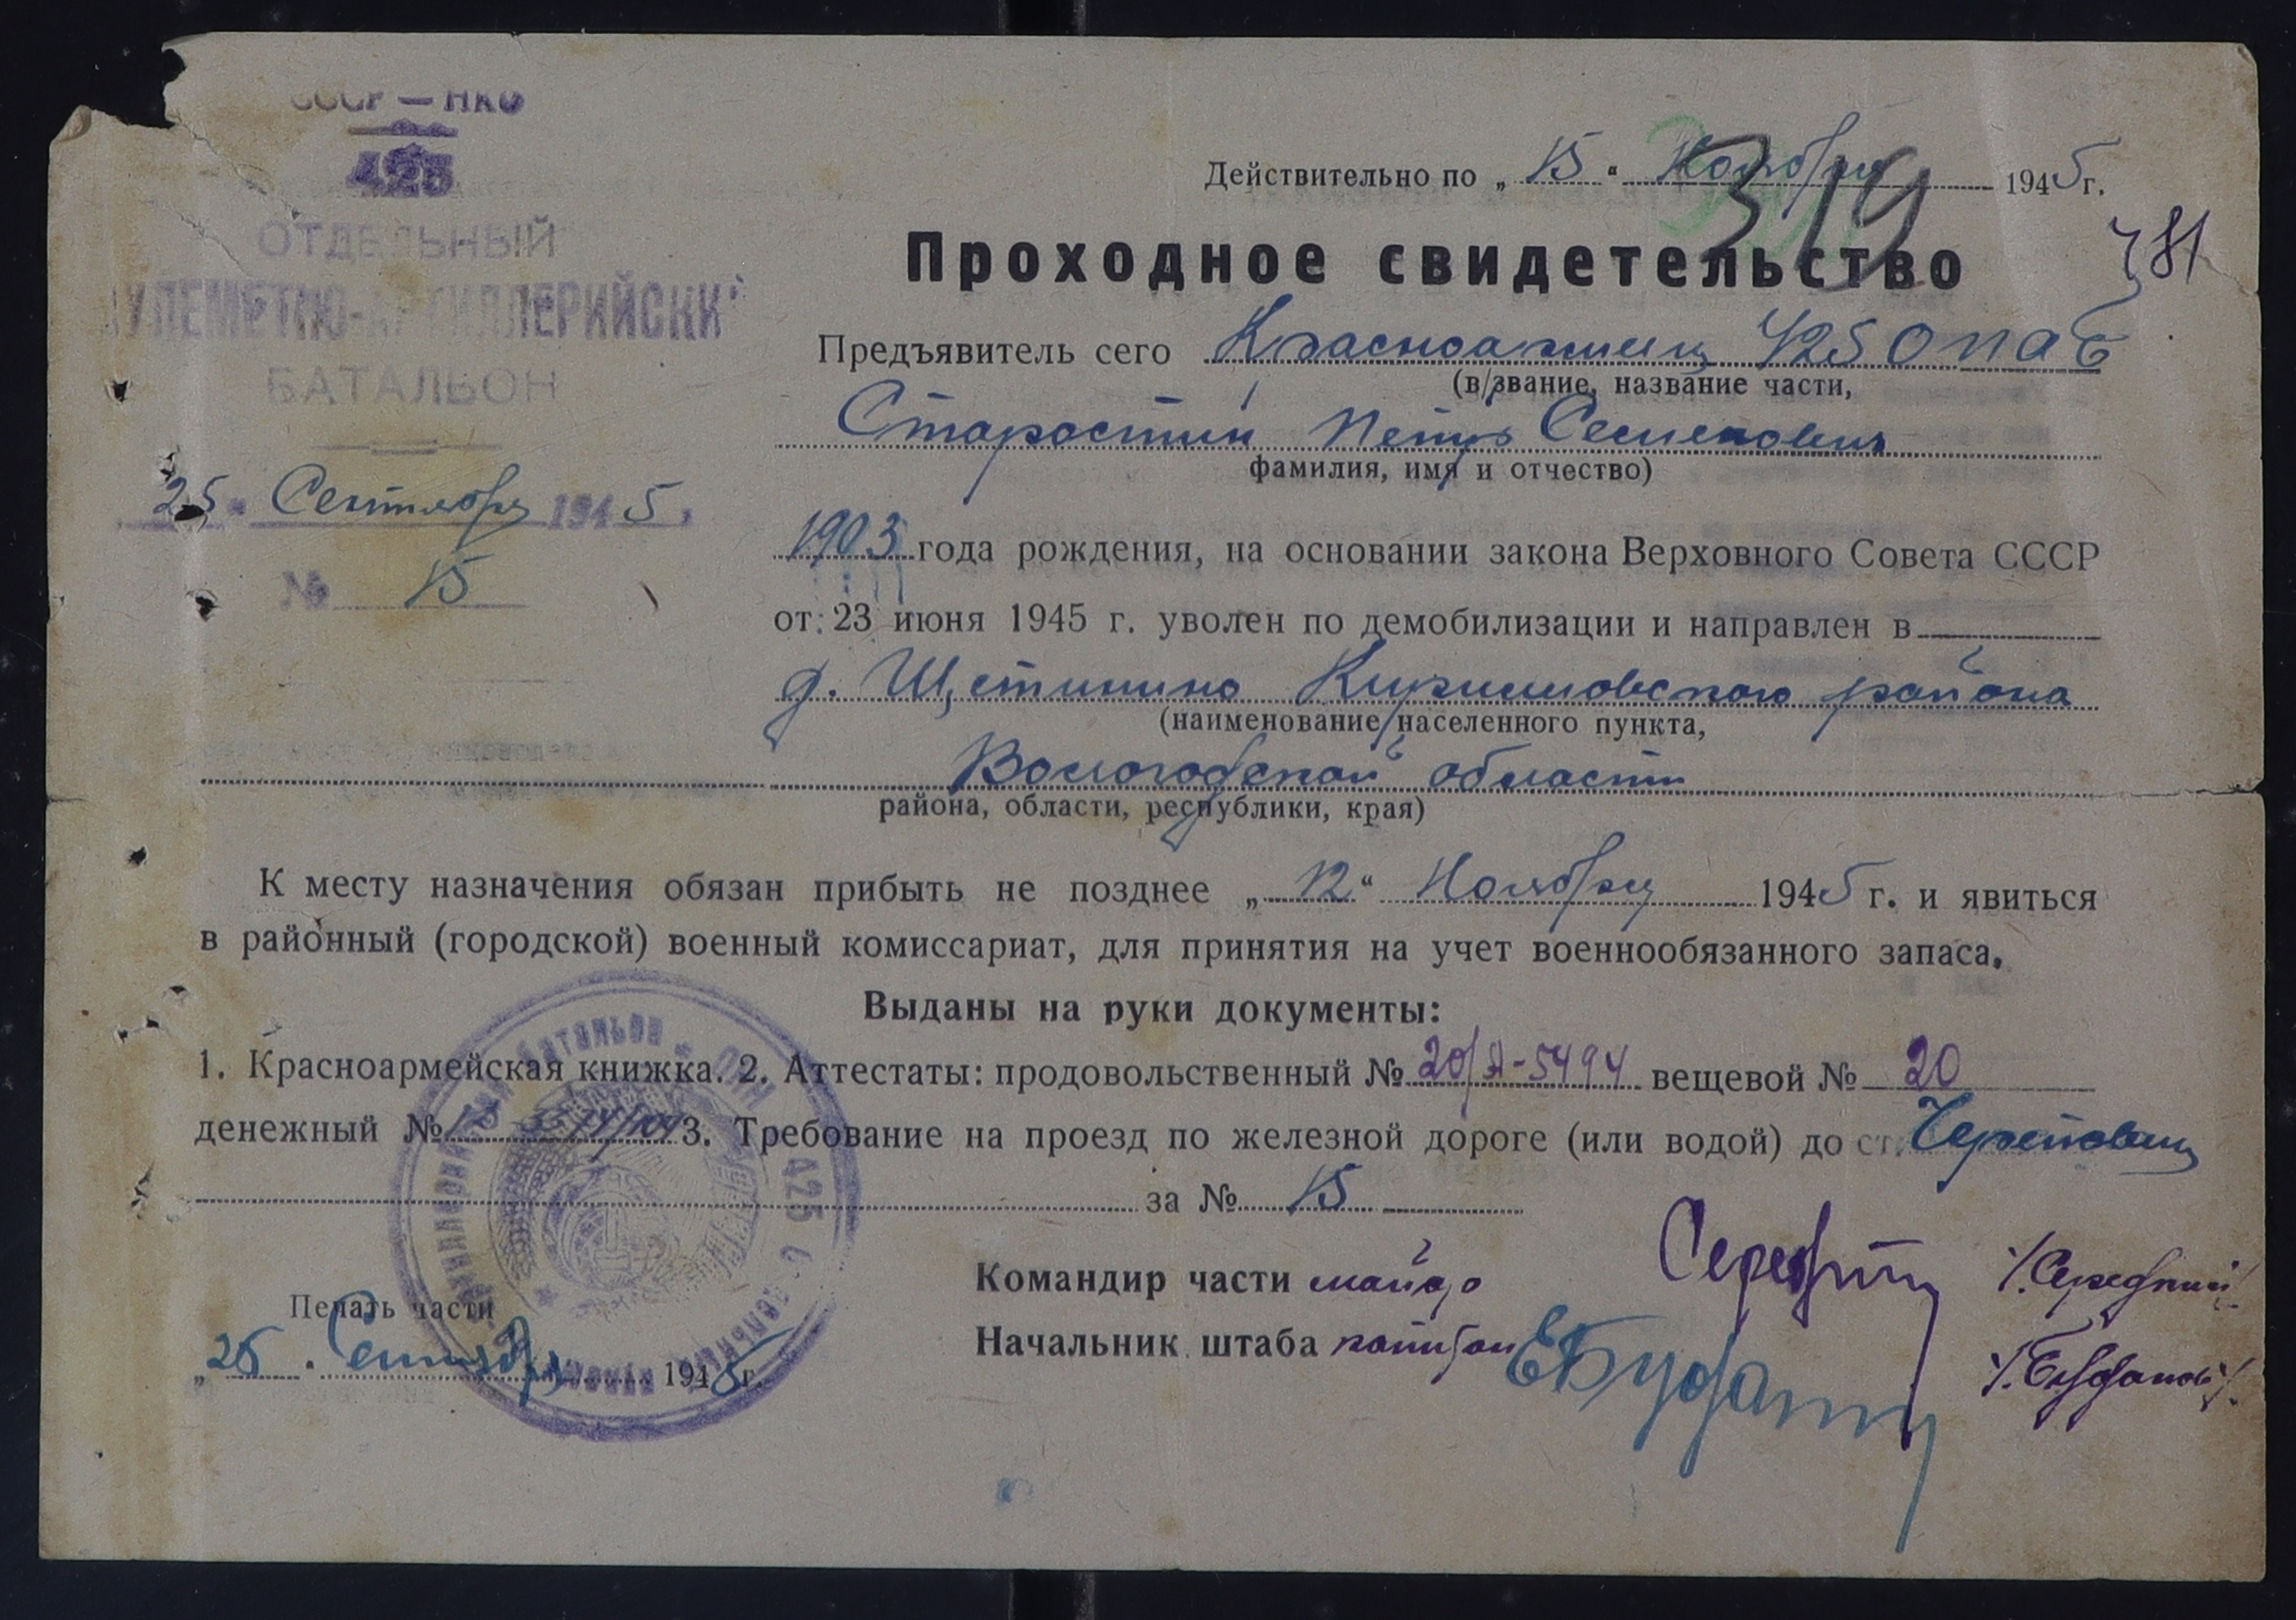 СССР — НКО
425
ОТДЕЛЬНЫЙ
ПУЛЕМЕТНО-АРТИЛЛЕРИЙСКИЙ
БАТАЛЬОН
25 " Сентября 1945.
№ 15
Действительно по „ 15 " Ноября 1945 г.
319
781
Проходное свидетельство
Предъявитель сего Красноармеец 425 опаб
(в/звание, название части,
Старостин Петр Семенович
фамилия, имя и отчество)
1903 года рождения, на основании закона Верховного Совета СССР
от 23 июня 1945 г. уволен по демобилизации и направлен в
д. Щетинино Кирилловского района
(наименование населенного пункта,
Вологодской области
района, области, республики, края)
К месту назначения обязан прибыть не позднее „ 12 " Ноября 1945 г. и явиться
в районный (городской) военный комиссариат, для принятия на учет военнообязанного запаса.
Выданы на руки документы:
1. Красноармейская книжка. 2. Аттестаты: продовольственный № 20/Я-5494 вещевой № 20
денежный № 3. Требование на проезд по железной дороге (или водой) до ст. Череповец
за № 15
Командир части майор /Середкин/
Начальник штаба капитан ЕБуданов /Буданов/
Печать части
„ 25 " Сентября 1945 г.